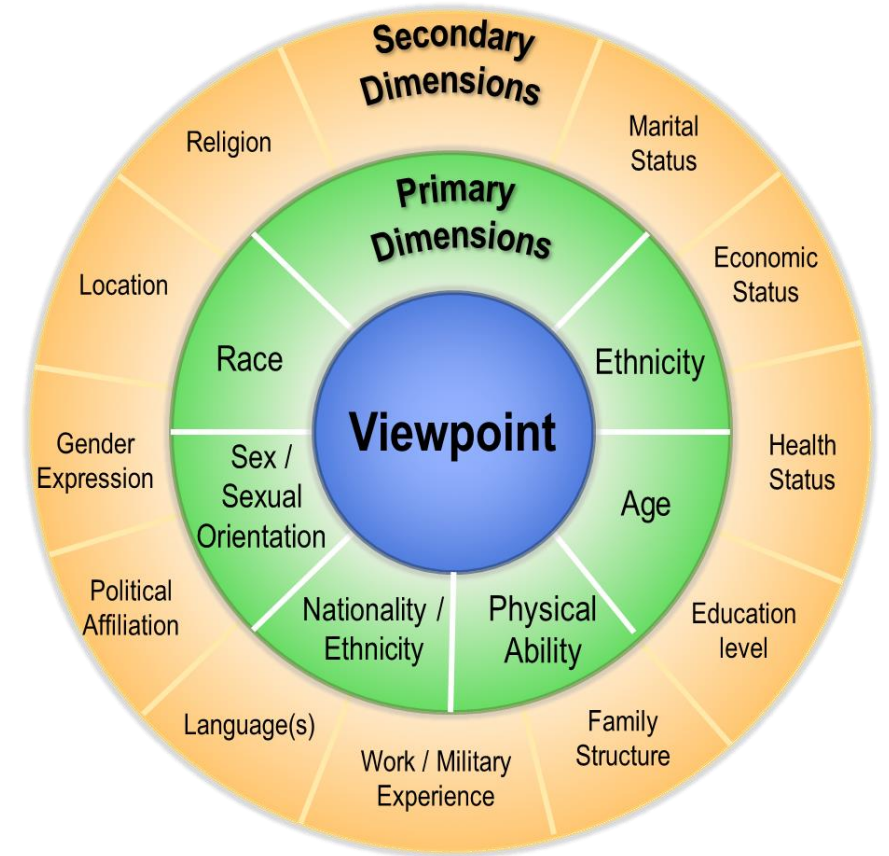 Secondary
Dimensions
Marital
Status
Economic
Status
Health
Status
Education
level
Family
Structure
Work / Military
Experience
Language(s)
Political
Affiliation
Gender
Expression
Location
Religion
Primary
Dimensions
Ethnicity
Age
Physical
Ability
Nationality /
Ethnicity
Sex /
Sexual
Orientation
Race
Viewpoint